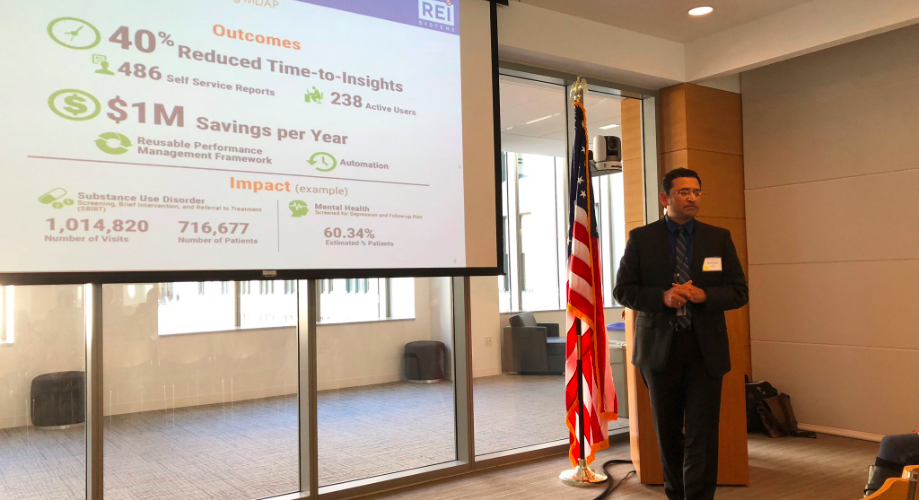 MDAP
REI
SYSTEMS
Outcomes
40% Reduced Time-to-Insights
486 Self Service Reports
238 Active Users
$1M Savings per Year
Reusable Performance
Management Framework
Automation
Impact (example)
Substance Use Disorder
Screening, Brief Intervention, and Referral to Treatment
(SBIRT)
1,014,820
Number of Visits
716,677
Number of Patients
Mental Health
Screened for Depression and Follow-up Plan
60.34%
Estimated % Patients